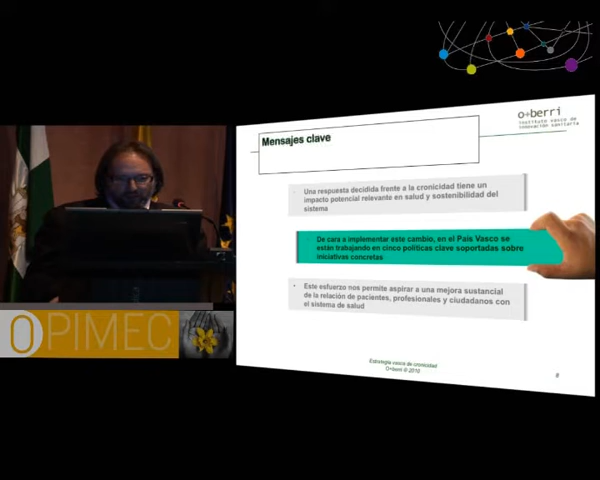 o+berri
instituto vasco de
innovación sanitaria
Mensajes clave
Una respuesta decidida frente a la cronicidad tiene un
impacto potencial relevante en salud y sostenibilidad del
sistema
De cara a implementar este cambio, en el País Vasco se
están trabajando en cinco políticas clave soportadas sobre
iniciativas concretas
Este esfuerzo nos permite aspirar a una mejora sustancial
de la relación de pacientes, profesionales y ciudadanos con
el sistema de salud
OPIMEC
Estrategia vasca de cronicidad
O+berri © 2010
8